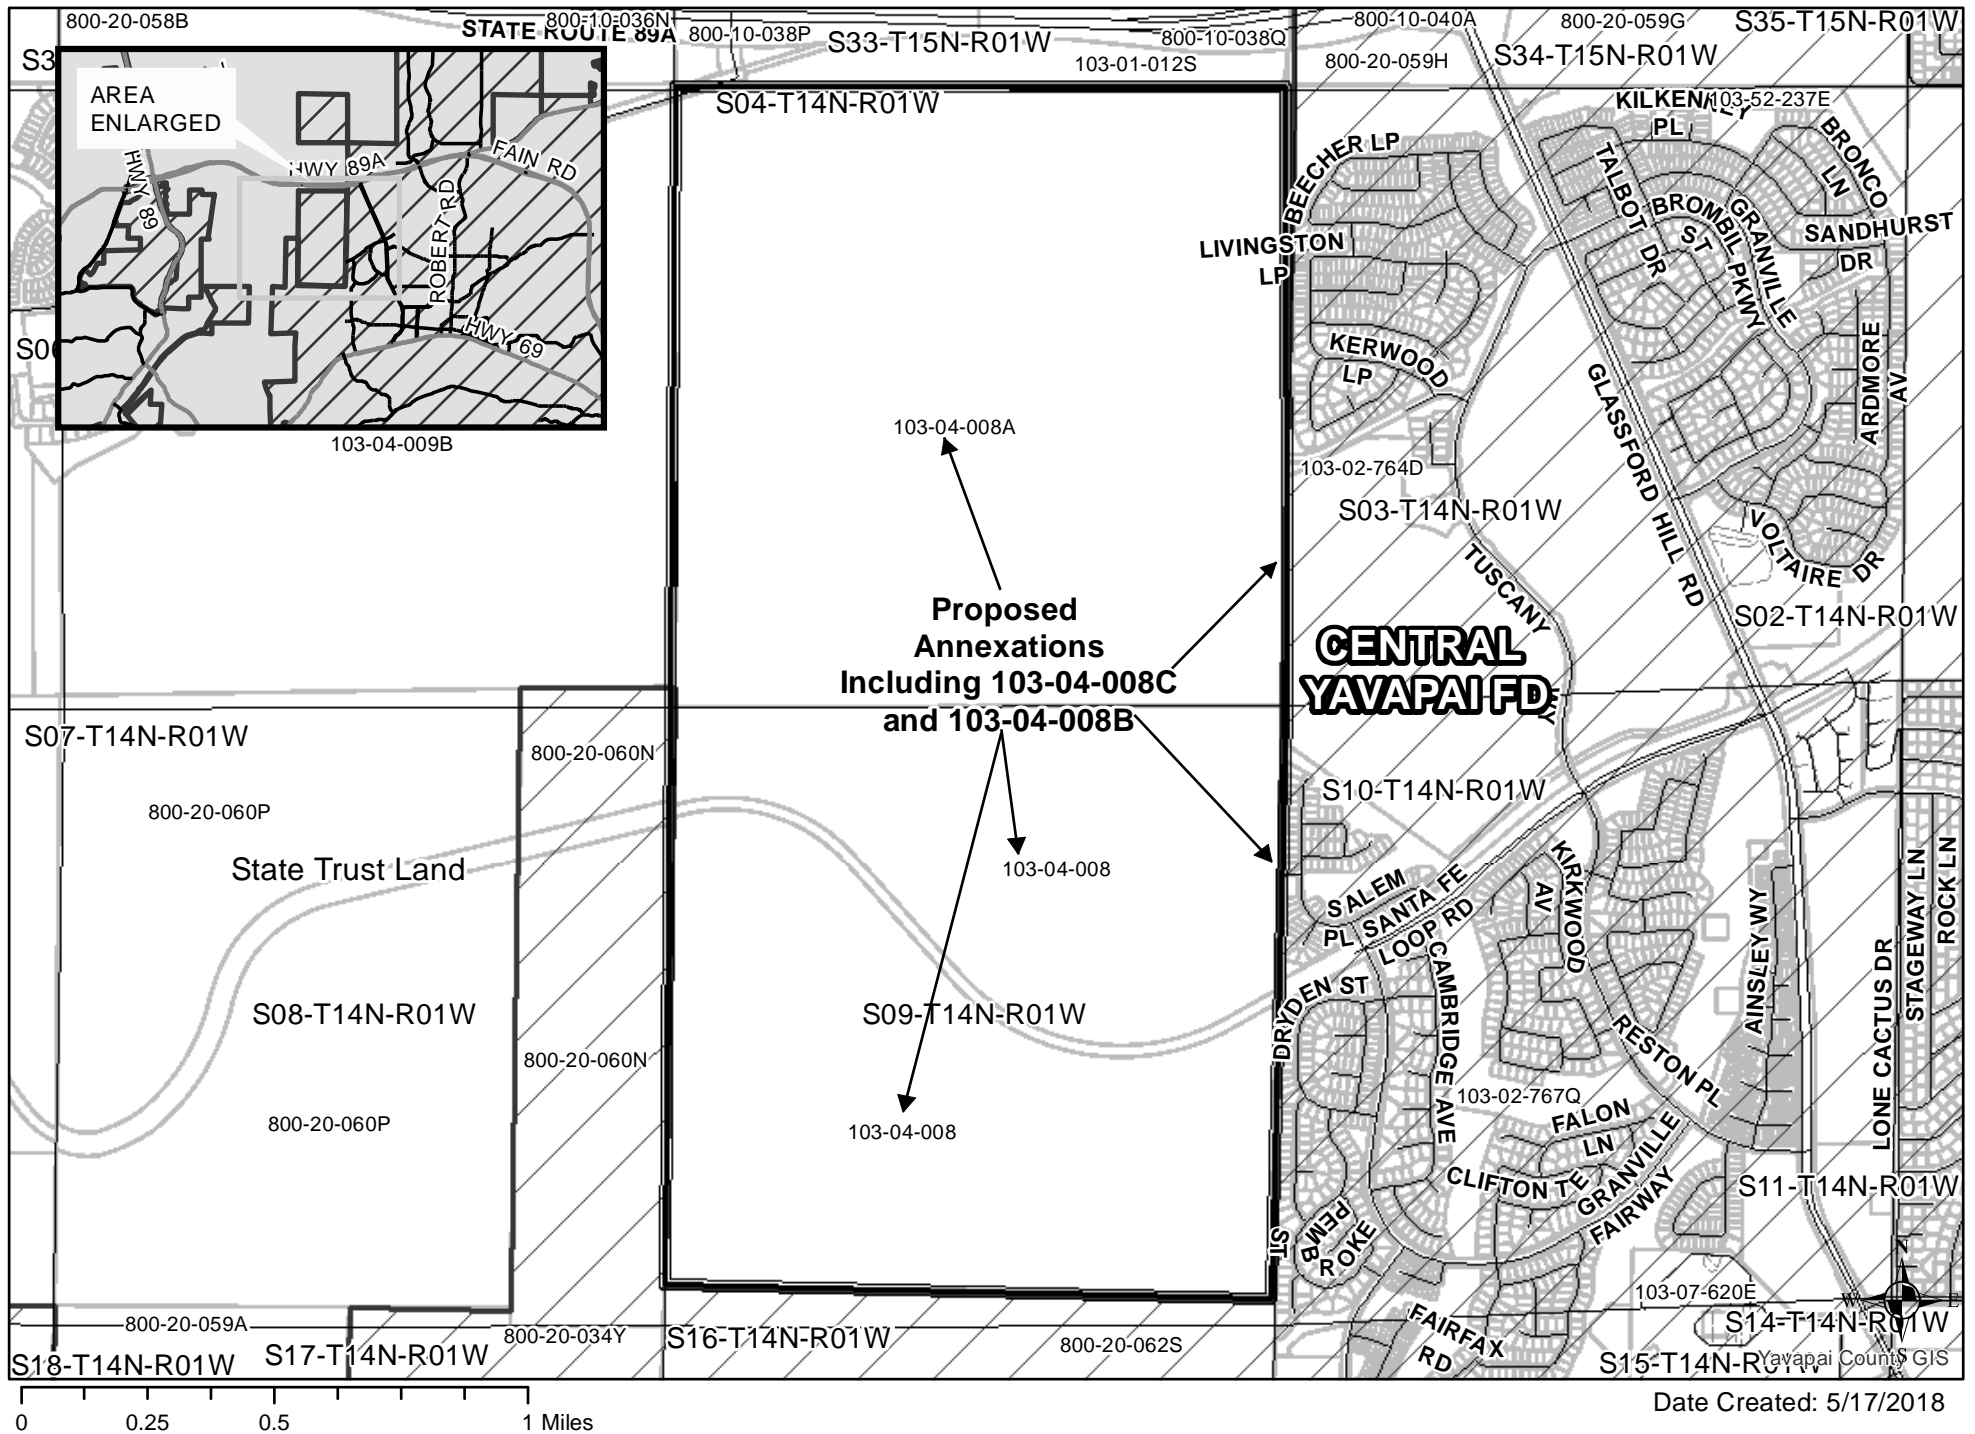 800-20-058B
800-10-036N
STATE ROUTE 89A
800-10-038P
S33-T15N-R01W
800-10-038Q
800-10-040A
800-20-059G
S35-T15N-R01W
103-01-012S
800-20-059H
S34-T15N-R01W
S3
AREA
ENLARGED
HWY 89A
HWY 89
FAIN RD
ROBERT RD
HWY 69
S04-T14N-R01W
KILKENNEY
PL
103-52-237E
BRONCO
LN
BEECHER LP
TALBOT DR
BROMBIL
ST
GRANVILLE
PKWY
SANDHURST
DR
LIVINGSTON
LP
S06
KERWOOD
LP
ARDMORE
AV
GLASSFORD HILL RD
103-04-009B
103-04-008A
103-02-764D
S03-T14N-R01W
VOLTAIRE DR
TUSCANY
WY
Proposed
Annexations
Including 103-04-008C
and 103-04-008B
CENTRAL
YAVAPAI FD
S02-T14N-R01W
S07-T14N-R01W
800-20-060N
S10-T14N-R01W
800-20-060P
State Trust Land
103-04-008
SALEM
PL
SANTA FE
LOOP RD
KIRKWOOD
AV
AINSLEY WY
STAGEWAY LN
ROCK LN
LONE CACTUS DR
DRYDEN ST
CAMBRIDGE AVE
S08-T14N-R01W
S09-T14N-R01W
800-20-060N
RESTON PL
103-02-767Q
800-20-060P
103-04-008
FALON
LN
CLIFTON TE
GRANVILLE
FAIRWAY
S11-T14N-R01W
PEMBROKE
ST
N
W
E
S
103-07-620E
800-20-059A
800-20-034Y
S16-T14N-R01W
800-20-062S
FAIRFAX
RD
S14-T14N-R01W
S18-T14N-R01W
S17-T14N-R01W
S15-T14N-R01W
Yavapai County GIS
0
0.25
0.5
1 Miles
Date Created: 5/17/2018